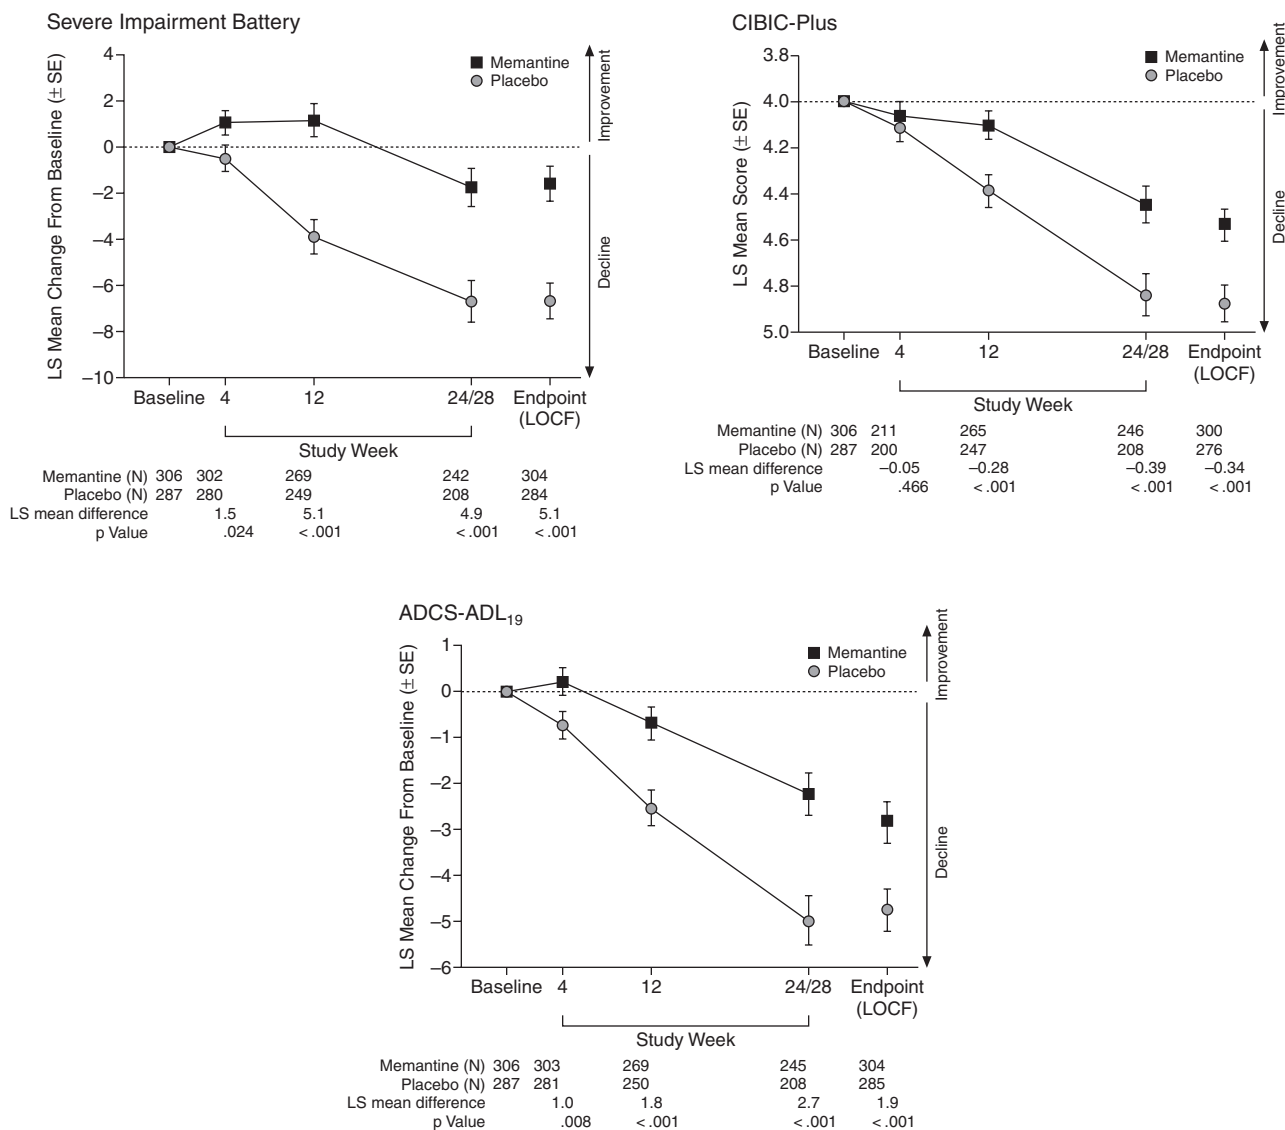 Severe Impairment Battery
LS Mean Change From Baseline (± SE)
4
2
0
−2
−4
−6
−8
−10
Memantine
Placebo
Improvement
Decline
Baseline 4 12 24/28 Endpoint
(LOCF)
Study Week
Memantine (N) 306 302 269 242 304
Placebo (N) 287 280 249 208 284
LS mean difference 1.5 5.1 4.9 5.1
p Value .024 <.001 <.001 <.001
CIBIC-Plus
LS Mean Score (± SE)
3.8
4.0
4.2
4.4
4.6
4.8
5.0
Memantine
Placebo
Improvement
Decline
Baseline 4 12 24/28 Endpoint
(LOCF)
Study Week
Memantine (N) 306 211 265 246 300
Placebo (N) 287 200 247 208 276
LS mean difference −0.05 −0.28 −0.39 −0.34
p Value .466 <.001 <.001 <.001
ADCS-ADL19
LS Mean Change From Baseline (± SE)
1
0
−1
−2
−3
−4
−5
−6
Memantine
Placebo
Improvement
Decline
Baseline 4 12 24/28 Endpoint
(LOCF)
Study Week
Memantine (N) 306 303 269 245 304
Placebo (N) 287 281 250 208 285
LS mean difference 1.0 1.8 2.7 1.9
p Value .008 <.001 <.001 <.001